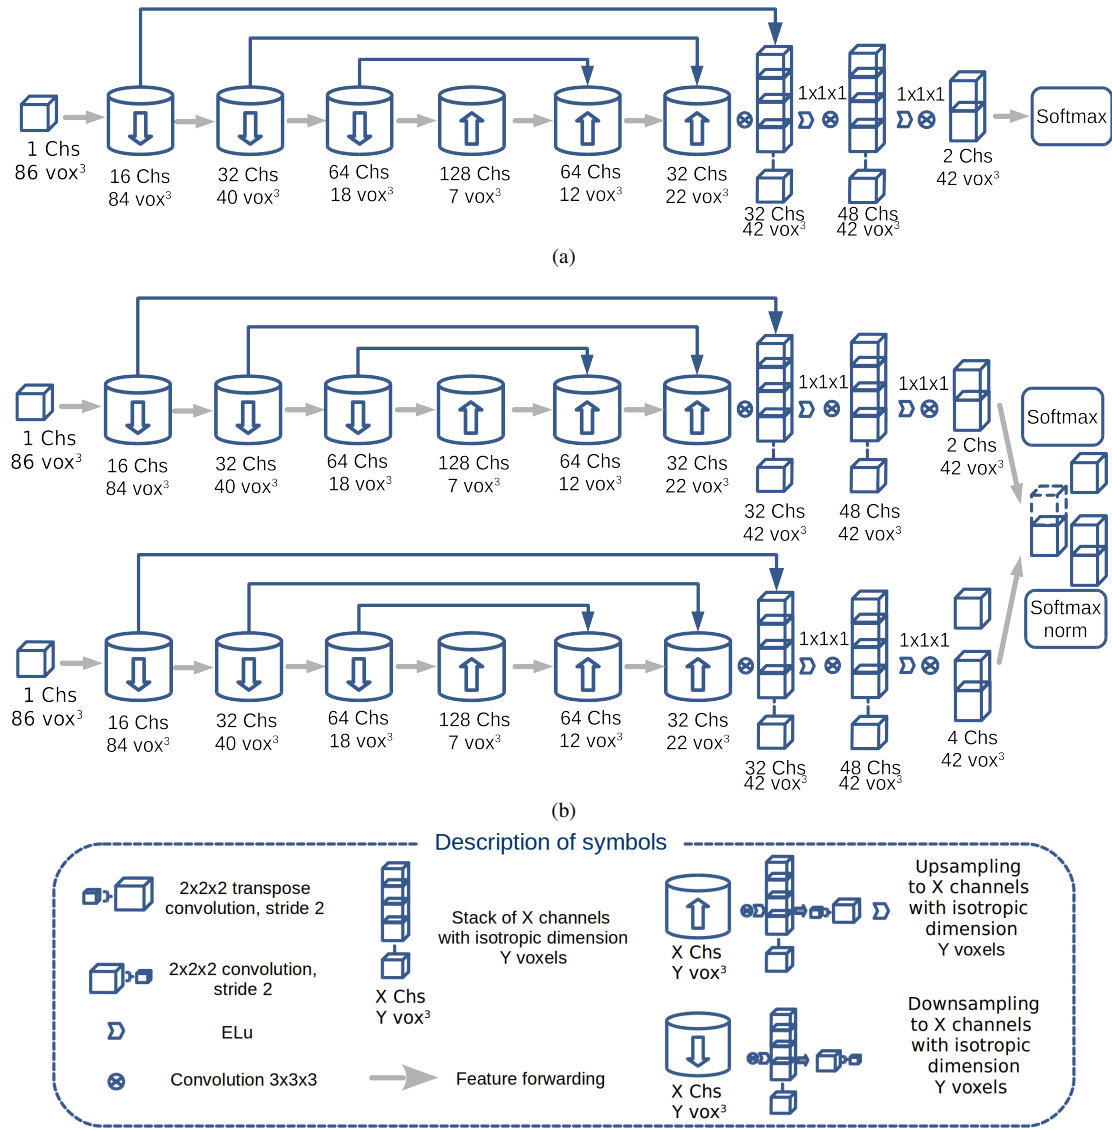 1x1x1 1x1x1
Softmax
1 Chs
86 vox³
16 Chs
84 vox³
32 Chs
40 vox³
64 Chs
18 vox³
128 Chs
7 vox³
64 Chs
12 vox³
32 Chs
22 vox³
32 Chs
42 vox³
48 Chs
42 vox³
2 Chs
42 vox³
(a)
1x1x1 1x1x1
Softmax
1 Chs
86 vox³
16 Chs
84 vox³
32 Chs
40 vox³
64 Chs
18 vox³
128 Chs
7 vox³
64 Chs
12 vox³
32 Chs
22 vox³
32 Chs
42 vox³
48 Chs
42 vox³
2 Chs
42 vox³
1x1x1 1x1x1
Softmax
norm
1 Chs
86 vox³
16 Chs
84 vox³
32 Chs
40 vox³
64 Chs
18 vox³
128 Chs
7 vox³
64 Chs
12 vox³
32 Chs
22 vox³
32 Chs
42 vox³
48 Chs
42 vox³
4 Chs
42 vox³
(b)
Description of symbols
2x2x2 transpose
convolution, stride 2
2x2x2 convolution,
stride 2
ELu
Convolution 3x3x3
X Chs
Y vox³
Stack of X channels
with isotropic dimension
Y voxels
Feature forwarding
X Chs
Y vox³
Upsampling
to X channels
with isotropic
dimension
Y voxels
X Chs
Y vox³
Downsampling
to X channels
with isotropic
dimension
Y voxels